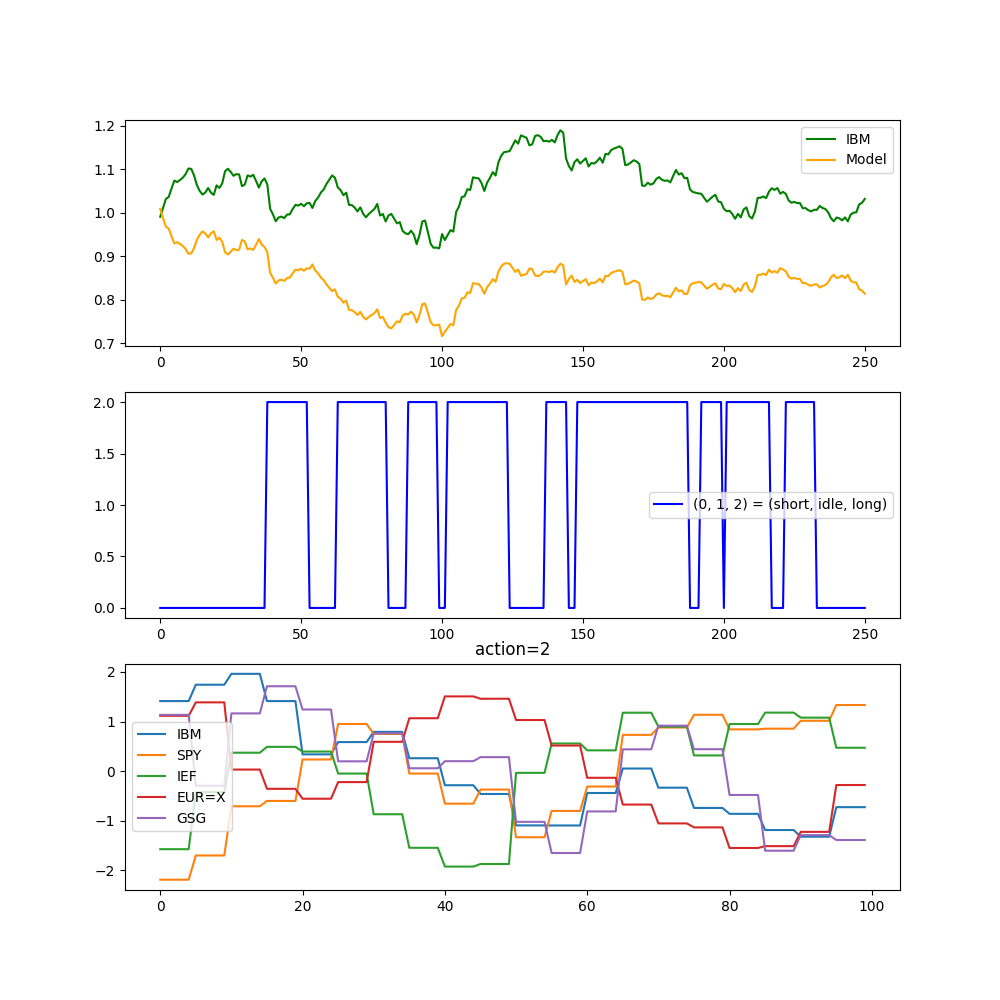 1.2
1.1
1.0
0.9
0.8
0.7
IBM
Model
0 50 100 150 200 250
2.0
1.5
1.0
0.5
0.0
(0, 1, 2) = (short, idle, long)
0 50 100 150 200 250
action=2
2
1
0
−1
−2
IBM
SPY
IEF
EUR=X
GSG
0 20 40 60 80 100